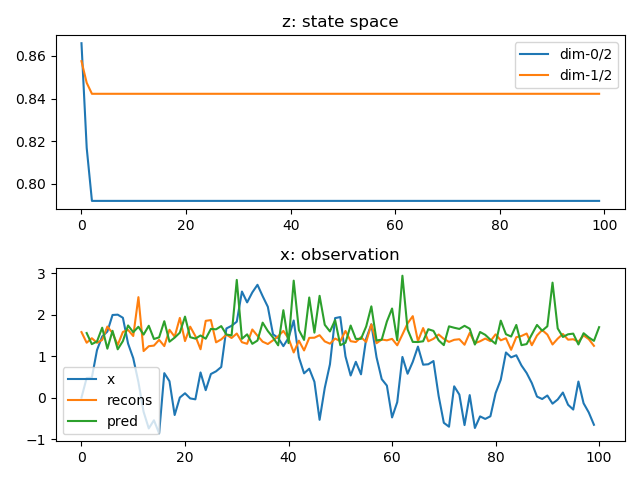 z: state space
0.86
0.84
0.82
0.80
dim-0/2
dim-1/2
0 20 40 60 80 100
x: observation
3
2
1
0
−1
x
recons
pred
0 20 40 60 80 100